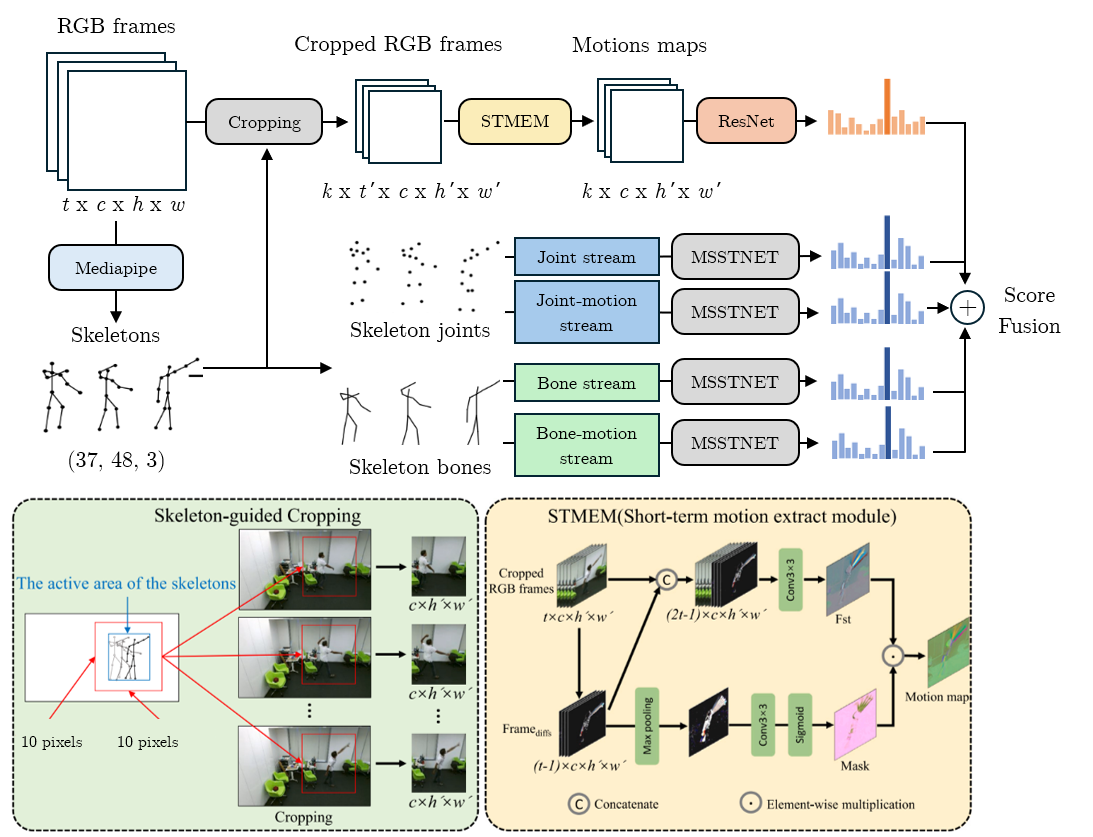 RGB frames
Cropped RGB frames
Motions maps
Cropping
STMEM
ResNet
t x c x h x w
k x t′x c x h′x w′
k x c x h′x w′
Mediapipe
Skeletons
(37, 48, 3)
Skeleton joints
Joint stream
MSSTNET
Joint-motion
stream
MSSTNET
Score
Fusion
+
Skeleton bones
Bone stream
MSSTNET
Bone-motion
stream
MSSTNET
Skeleton-guided Cropping
The active area of the skeletons
10 pixels
10 pixels
c×h′×w′
c×h′×w′
c×h′×w′
Cropping
STMEM(Short-term motion extract module)
Cropped
RGB frames
t×c×h′×w′
C
(2t-1)×c×h′×w′
Conv3×3
Fst
Motion map
Frame_diffs
(t-1)×c×h′×w′
Max pooling
Conv3×3
Sigmoid
Mask
C Concatenate
Element-wise multiplication